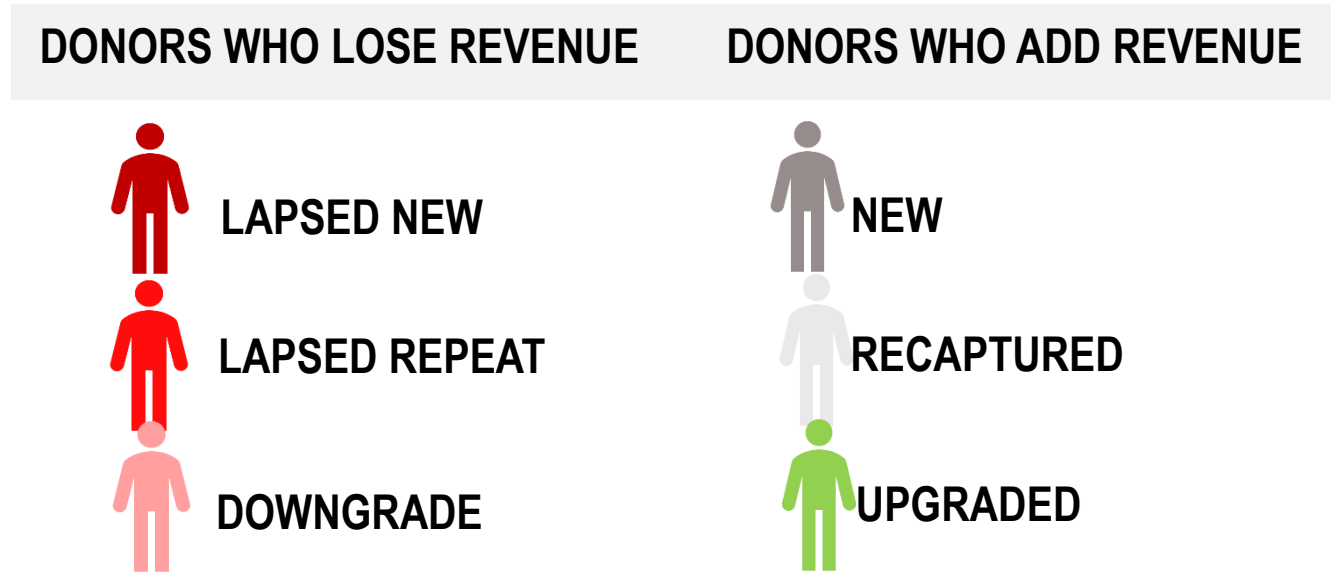 DONORS WHO LOSE REVENUE
DONORS WHO ADD REVENUE
LAPSED NEW
NEW
LAPSED REPEAT
RECAPTURED
DOWNGRADE
UPGRADED